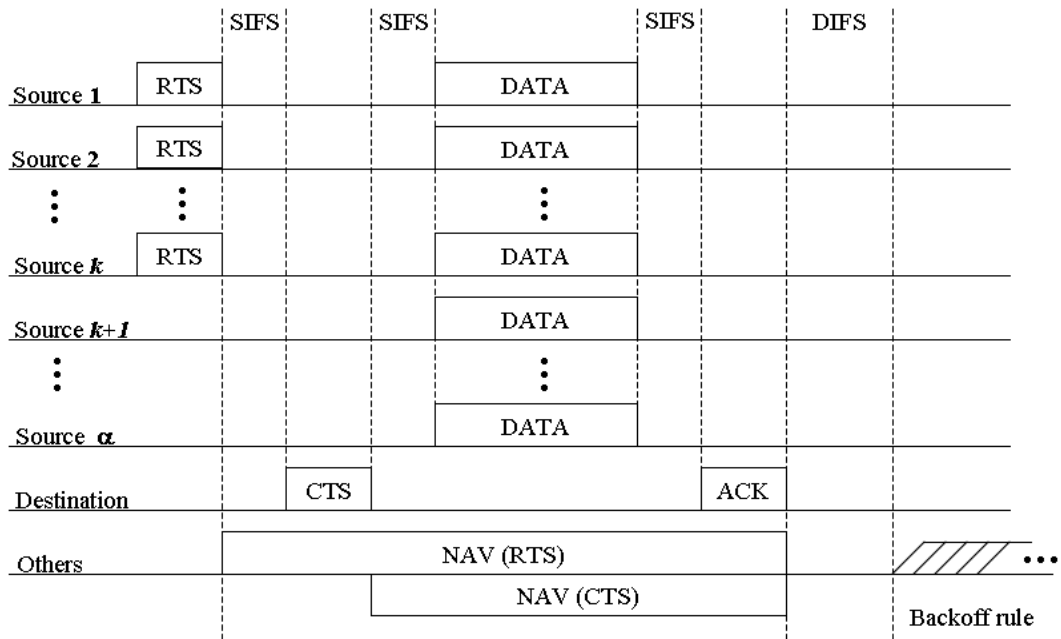 SIFS SIFS SIFS DIFS
Source 1 RTS DATA
Source 2 RTS DATA
Source k RTS DATA
Source k+1 DATA
Source α DATA
Destination CTS ACK
Others NAV (RTS)
NAV (CTS)
Backoff rule